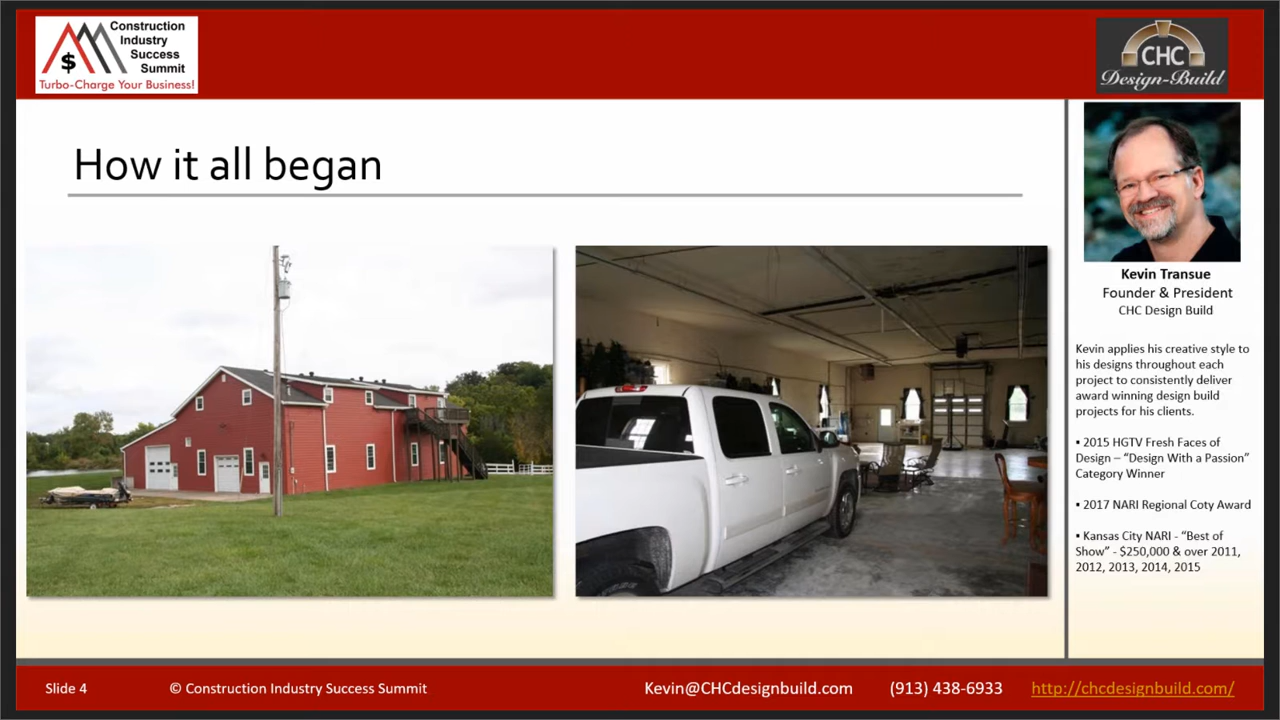 Construction
Industry
Success
Summit
$
Turbo-Charge Your Business!
CHC
Design-Build
How it all began
Kevin Transue
Founder & President
CHC Design Build
Kevin applies his creative style to
his designs throughout each
project to consistently deliver
award winning design build
projects for his clients.
▪ 2015 HGTV Fresh Faces of
Design – “Design With a Passion”
Category Winner
▪ 2017 NARI Regional Coty Award
▪ Kansas City NARI - “Best of
Show” - $250,000 & over 2011,
2012, 2013, 2014, 2015
Slide 4
© Construction Industry Success Summit
Kevin@CHCdesignbuild.com
(913) 438-6933
http://chcdesignbuild.com/